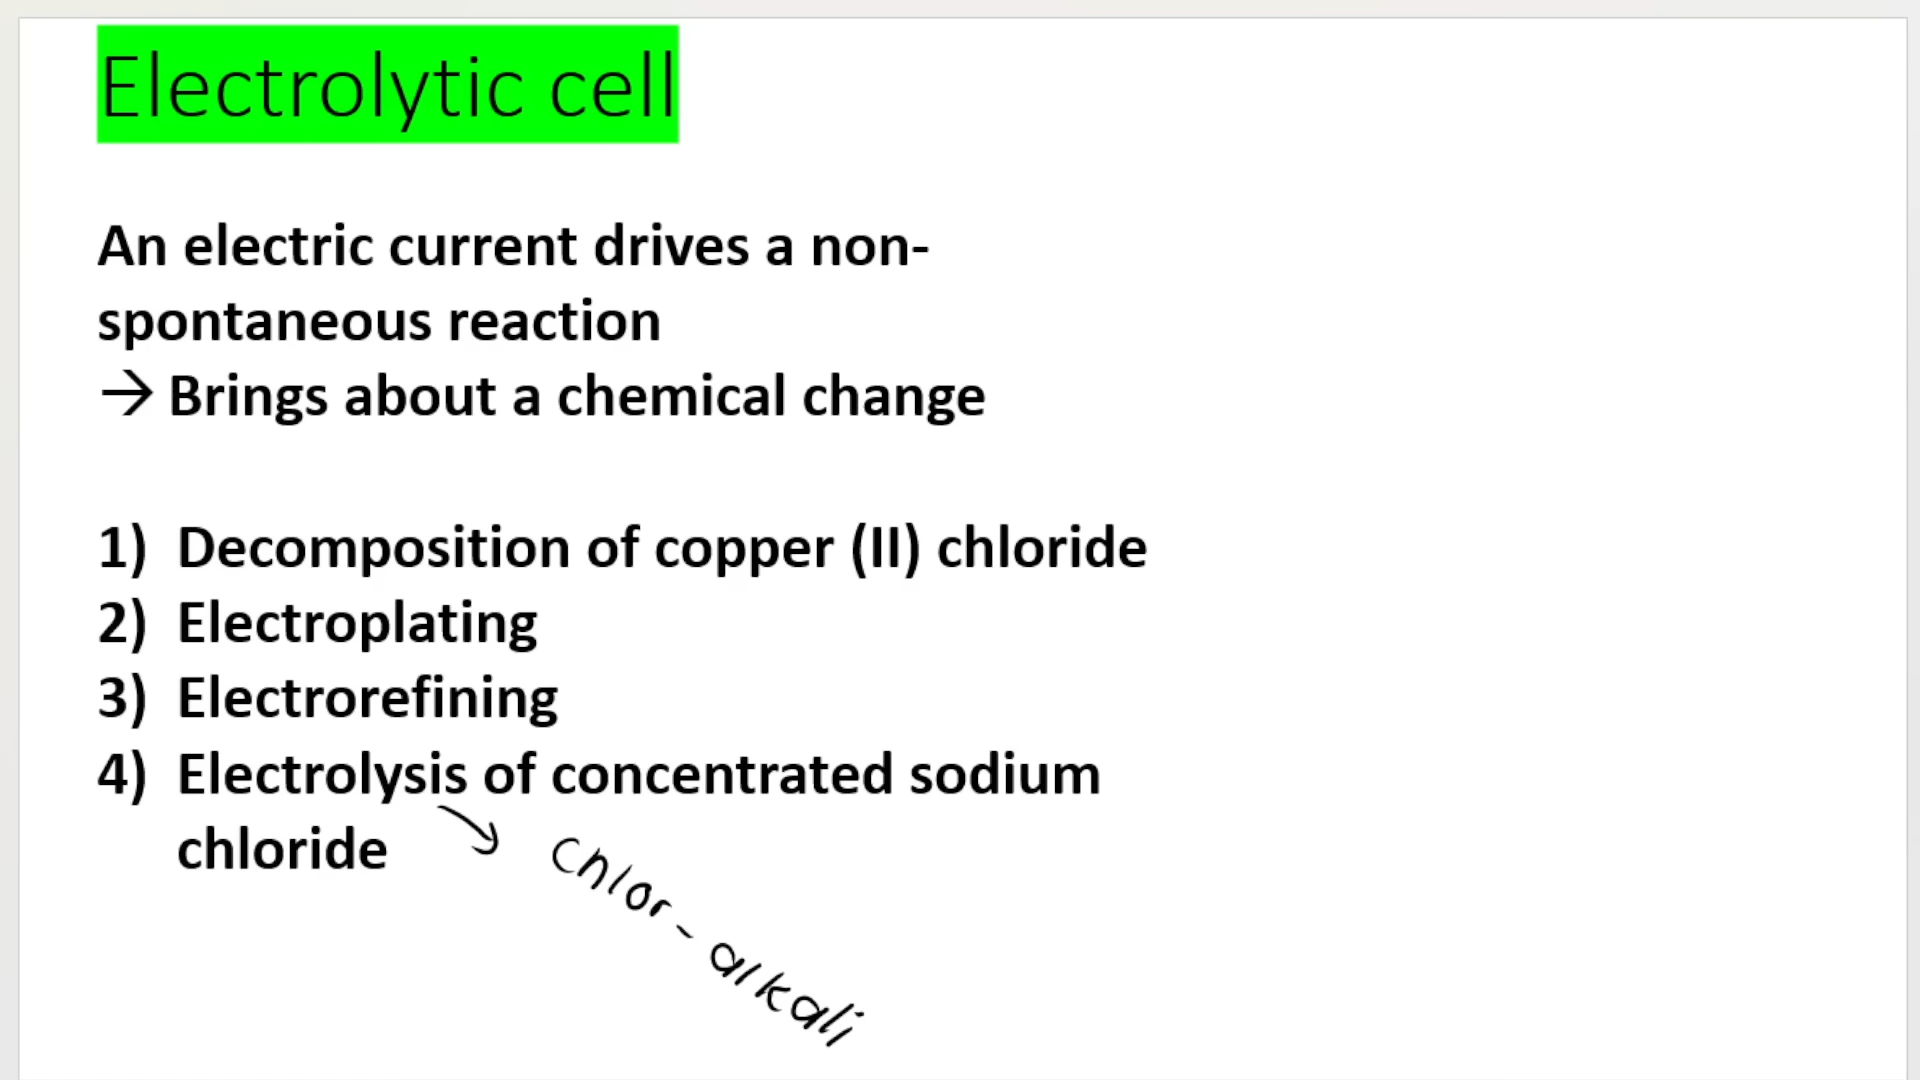 Electrolytic cell
An electric current drives a non-
spontaneous reaction
→ Brings about a chemical change
1) Decomposition of copper (II) chloride
2) Electroplating
3) Electrorefining
4) Electrolysis of concentrated sodium
chloride
Chlor-alkali